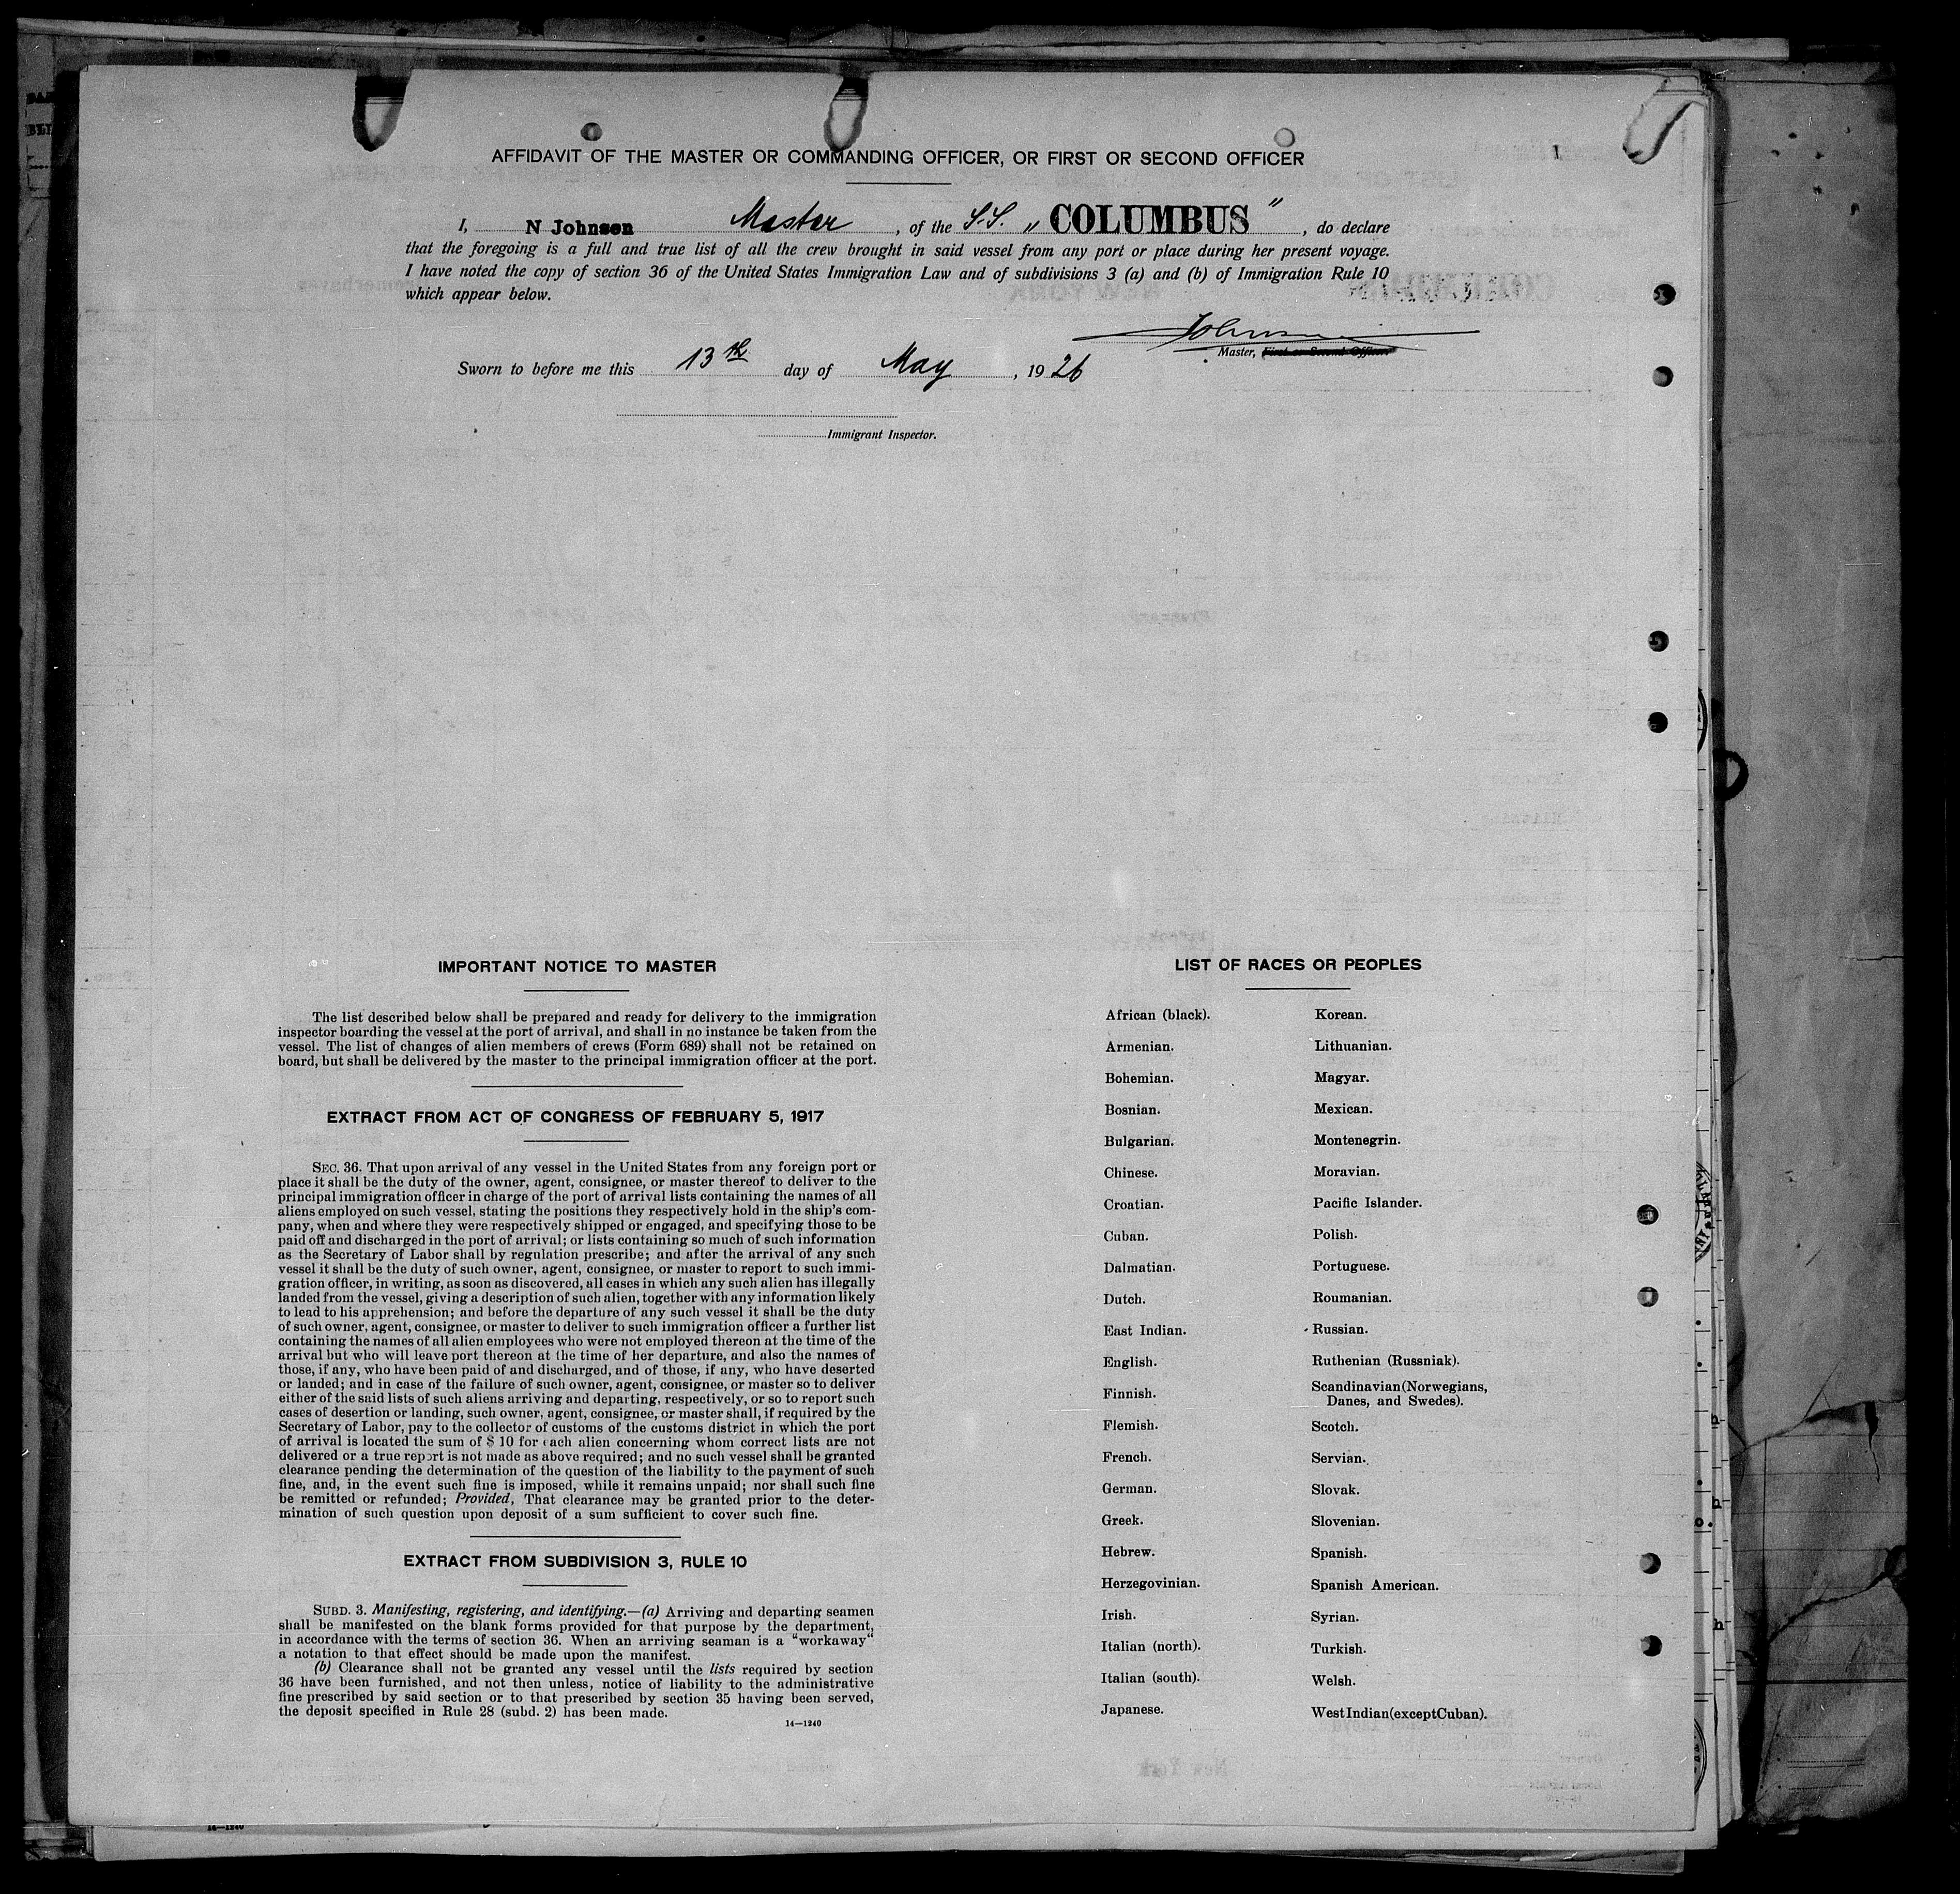 AFFIDAVIT OF THE MASTER OR COMMANDING OFFICER, OR FIRST OR SECOND OFFICER
I, N Johnsen Master, of the S.S. „COLUMBUS", do declare
that the foregoing is a full and true list of all the crew brought in said vessel from any port or place during her present voyage.
I have noted the copy of section 36 of the United States Immigration Law and of subdivisions 3 (a) and (b) of Immigration Rule 10
which appear below.
Johnsen
Master, First or Second Officer
Sworn to before me this 13th day of May, 1926
Immigrant Inspector.
IMPORTANT NOTICE TO MASTER
The list described below shall be prepared and ready for delivery to the immigration
inspector boarding the vessel at the port of arrival, and shall in no instance be taken from the
vessel. The list of changes of alien members of crews (Form 689) shall not be retained on
board, but shall be delivered by the master to the principal immigration officer at the port.
EXTRACT FROM ACT OF CONGRESS OF FEBRUARY 5, 1917
SEC. 36. That upon arrival of any vessel in the United States from any foreign port or
place it shall be the duty of the owner, agent, consignee, or master thereof to deliver to the
principal immigration officer in charge of the port of arrival lists containing the names of all
aliens employed on such vessel, stating the positions they respectively hold in the ship's com-
pany, when and where they were respectively shipped or engaged, and specifying those to be
paid off and discharged in the port of arrival; or lists containing so much of such information
as the Secretary of Labor shall by regulation prescribe; and after the arrival of any such
vessel it shall be the duty of such owner, agent, consignee, or master to report to such immi-
gration officer, in writing, as soon as discovered, all cases in which any such alien has illegally
landed from the vessel, giving a description of such alien, together with any information likely
to lead to his apprehension; and before the departure of any such vessel it shall be the duty
of such owner, agent, consignee, or master to deliver to such immigration officer a further list
containing the names of all alien employees who were not employed thereon at the time of the
arrival but who will leave port thereon at the time of her departure, and also the names of
those, if any, who have been paid of and discharged, and of those, if any, who have deserted
or landed; and in case of the failure of such owner, agent, consignee, or master so to deliver
either of the said lists of such aliens arriving and departing, respectively, or so to report such
cases of desertion or landing, such owner, agent, consignee, or master shall, if required by the
Secretary of Labor, pay to the collector of customs of the customs district in which the port
of arrival is located the sum of $ 10 for each alien concerning whom correct lists are not
delivered or a true report is not made as above required; and no such vessel shall be granted
clearance pending the determination of the question of the liability to the payment of such
fine, and, in the event such fine is imposed, while it remains unpaid; nor shall such fine
be remitted or refunded; Provided, That clearance may be granted prior to the deter-
mination of such question upon deposit of a sum sufficient to cover such fine.
EXTRACT FROM SUBDIVISION 3, RULE 10
SUBD. 3. Manifesting, registering, and identifying.—(a) Arriving and departing seamen
shall be manifested on the blank forms provided for that purpose by the department,
in accordance with the terms of section 36. When an arriving seaman is a "workaway"
a notation to that effect should be made upon the manifest.
(b) Clearance shall not be granted any vessel until the lists required by section
36 have been furnished, and not then unless, notice of liability to the administrative
fine prescribed by said section or to that prescribed by section 35 having been served,
the deposit specified in Rule 28 (subd. 2) has been made.
14—1240
LIST OF RACES OR PEOPLES
African (black).
Armenian.
Bohemian.
Bosnian.
Bulgarian.
Chinese.
Croatian.
Cuban.
Dalmatian.
Dutch.
East Indian.
English.
Finnish.
Flemish.
French.
German.
Greek.
Hebrew.
Herzegovinian.
Irish.
Italian (north).
Italian (south).
Japanese.
Korean.
Lithuanian.
Magyar.
Mexican.
Montenegrin.
Moravian.
Pacific Islander.
Polish.
Portuguese.
Roumanian.
Russian.
Ruthenian (Russniak).
Scandinavian (Norwegians,
Danes, and Swedes).
Scotch.
Servian.
Slovak.
Slovenian.
Spanish.
Spanish American.
Syrian.
Turkish.
Welsh.
West Indian (except Cuban).
14—1240